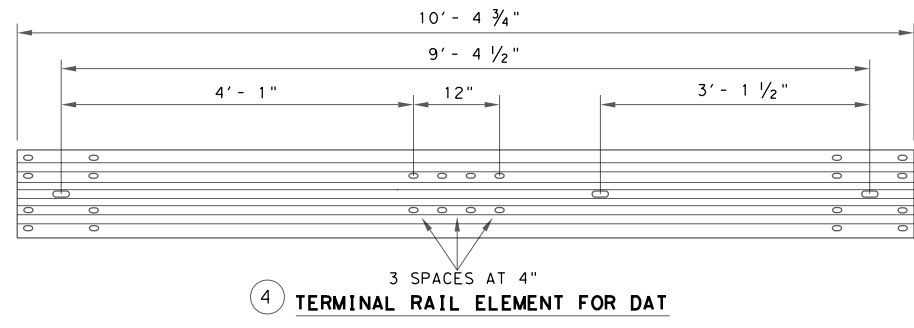 10'- 4 ¾"
9'- 4 ½"
4'- 1"
12"
3'- 1 ½"
3 SPACES AT 4"
4 TERMINAL RAIL ELEMENT FOR DAT